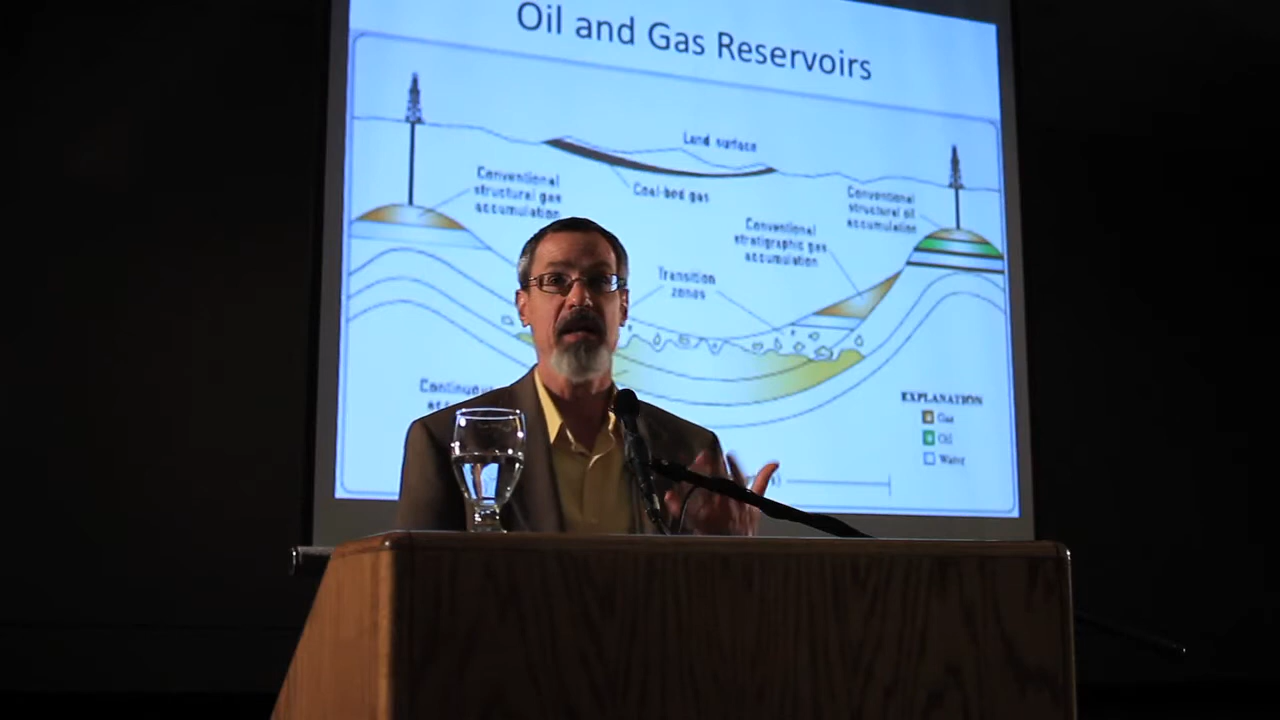 Oil and Gas Reservoirs
Land surface
Conventional
structural gas
accumulation
Coal-bed gas
Conventional
structural oil
accumulation
Conventional
stratigraphic gas
accumulation
Transition
zones
EXPLANATION
Gas
Oil
Water